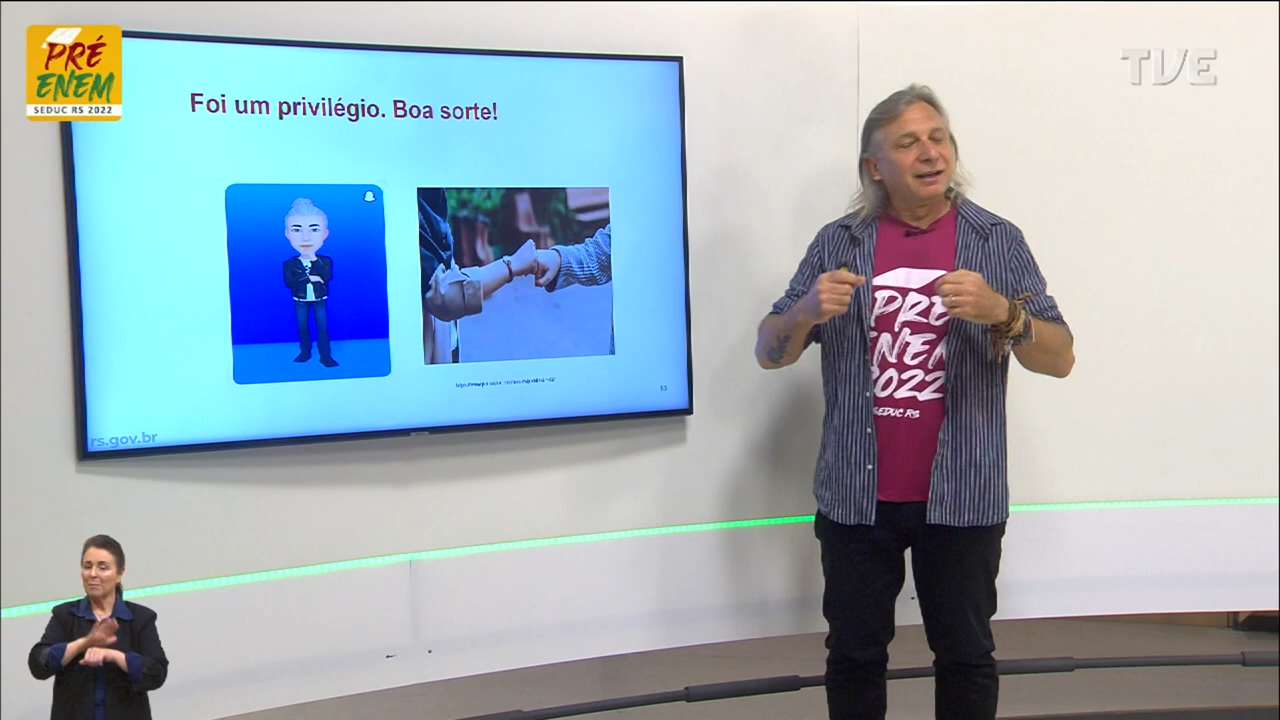 PRÉ
ENEM
SEDUC RS 2022
TVE
Foi um privilégio. Boa sorte!
13
rs.gov.br
PRÉ
ENEM
2022
SEDUC RS